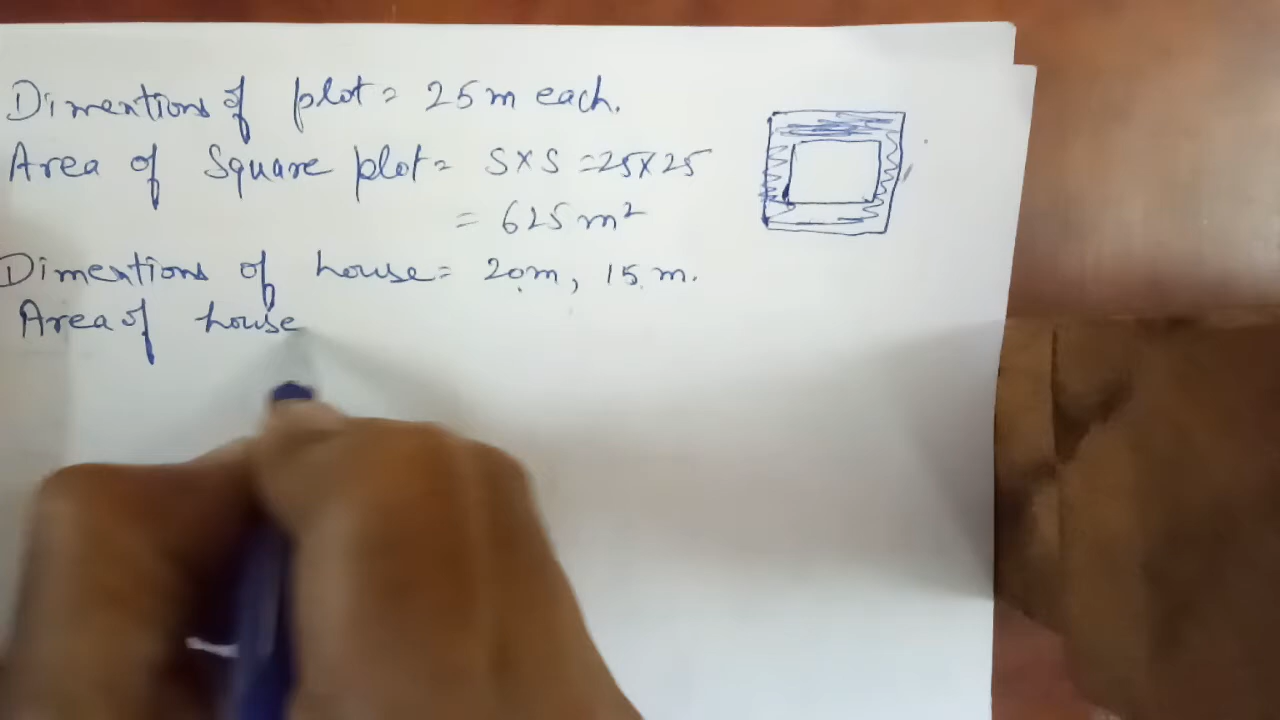 Dimentions of plot = 25m each.
Area of Square plot = S×S = 25×25
= 625 m²
Dimentions of house = 20m, 15 m.
Area of house